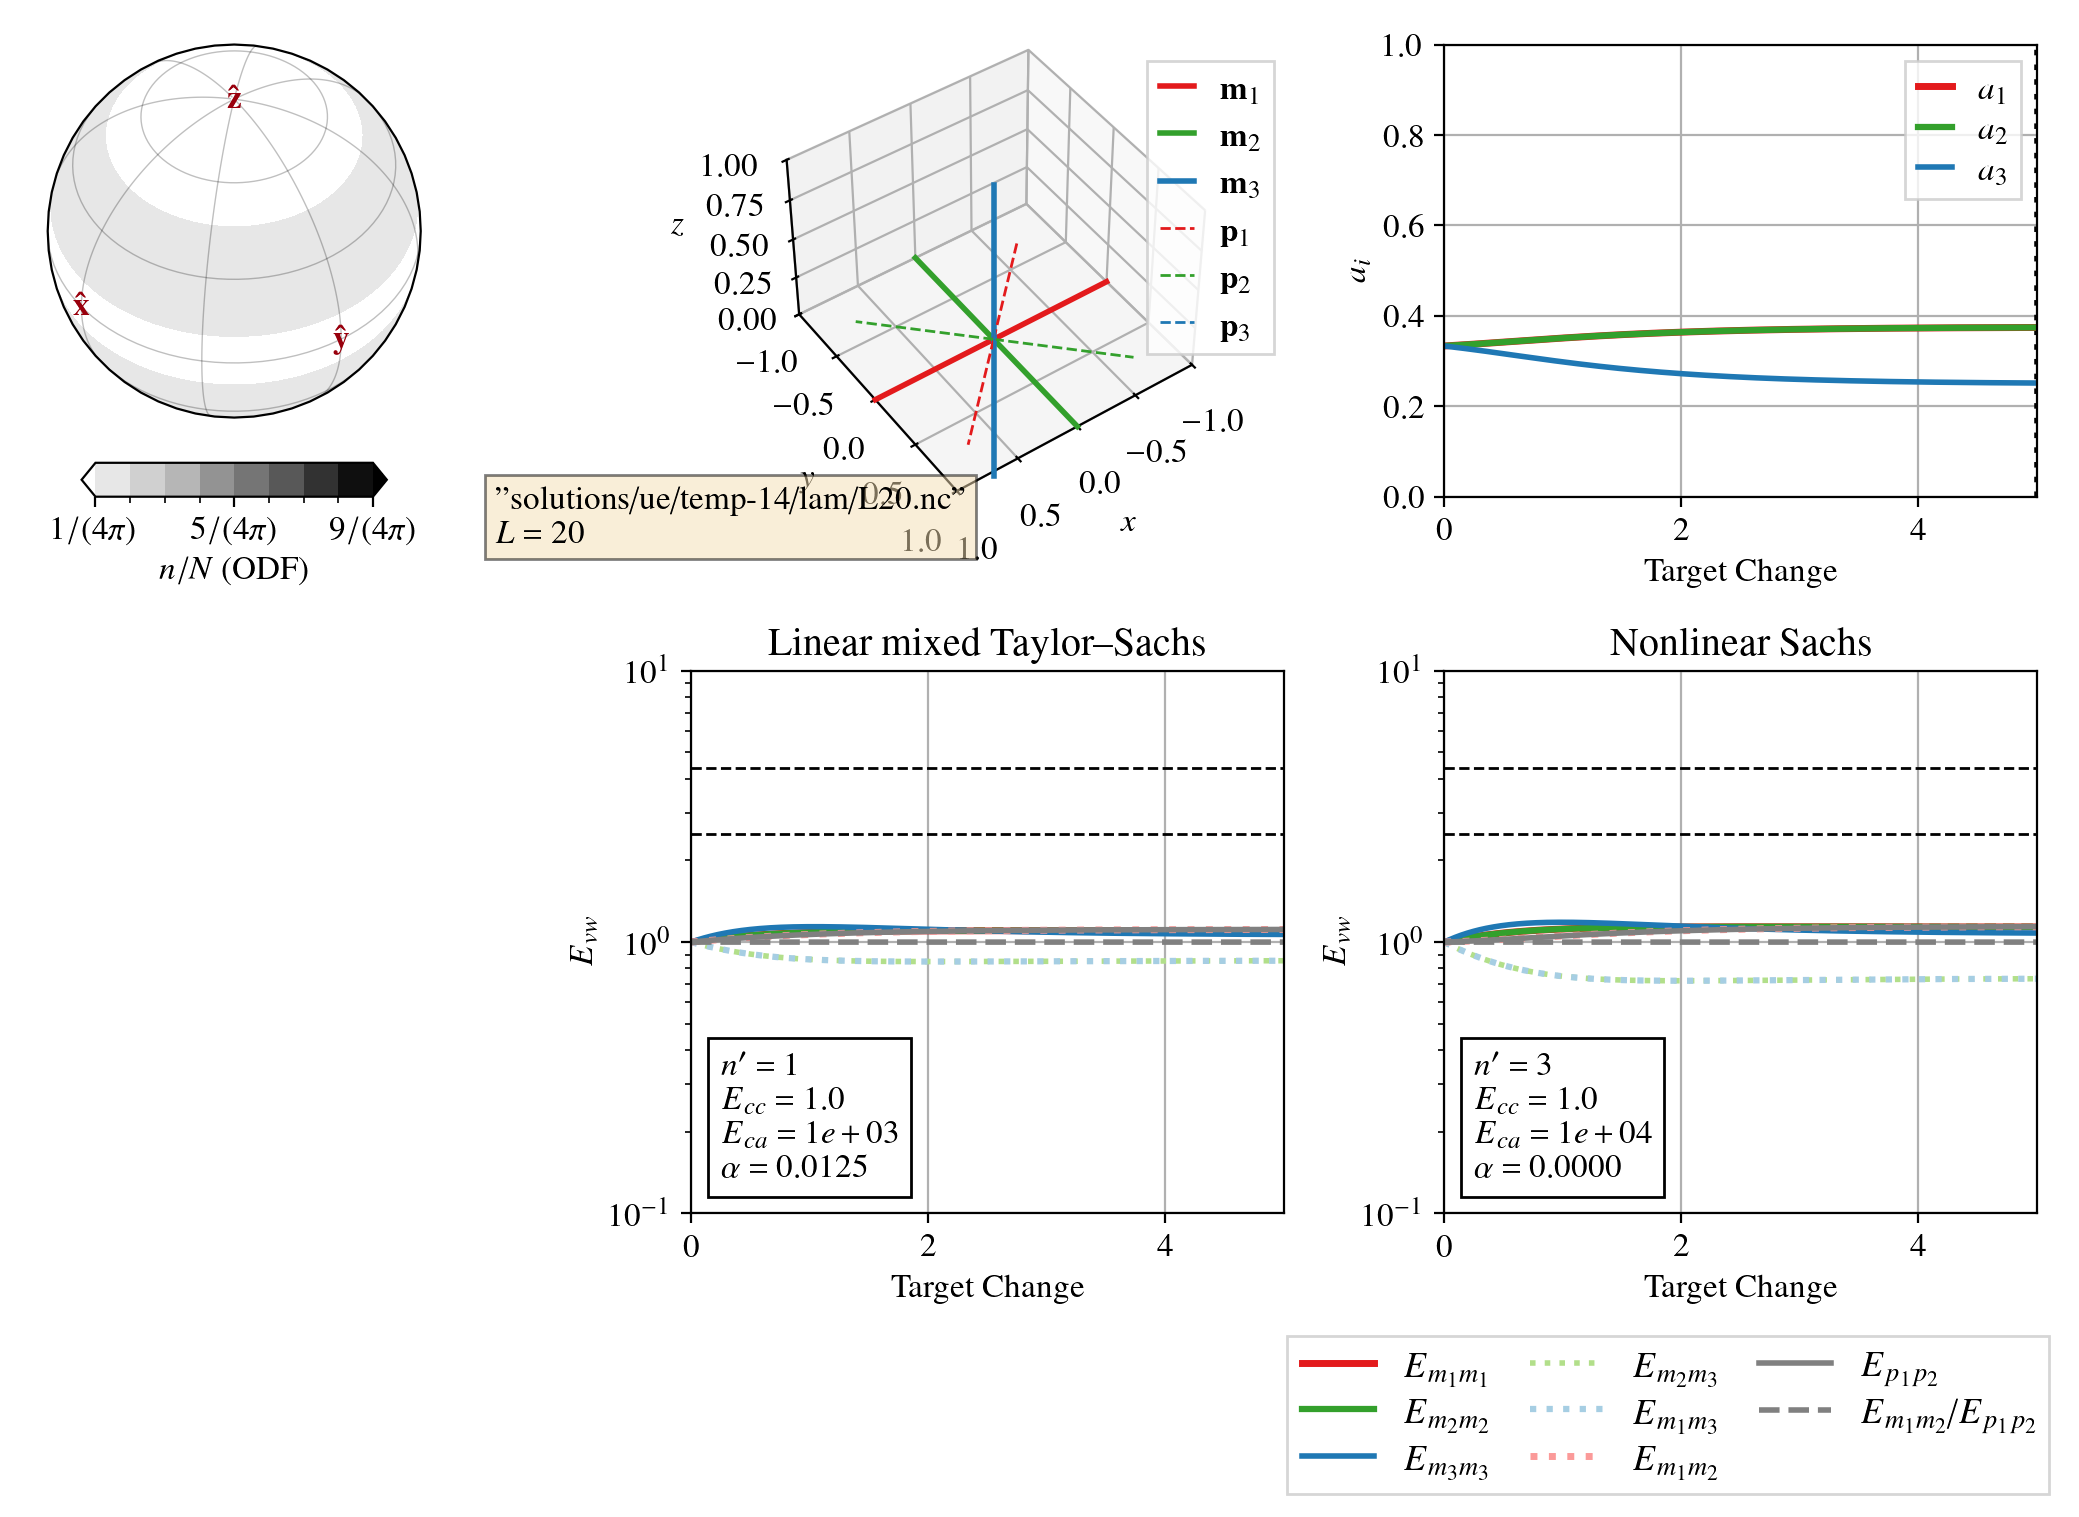 ẑ
x̂
ŷ
1/(4π) 5/(4π) 9/(4π)
n/N (ODF)
1.00
0.75
0.50
0.25
0.00
z
−1.0
−0.5
0.0
0.5
1.0
y
−1.0
−0.5
0.0
0.5
1.0
x
m1
m2
m3
p1
p2
p3
"solutions/ue/temp-14/lam/L20.nc"
L = 20
1.0
0.8
0.6
0.4
0.2
0.0
ai
0 2 4
Target Change
a1
a2
a3
Linear mixed Taylor–Sachs
10^1
10^0
10^−1
Evw
n′ = 1
Ecc = 1.0
Eca = 1e + 03
α = 0.0125
0 2 4
Target Change
Nonlinear Sachs
10^1
10^0
10^−1
Evw
n′ = 3
Ecc = 1.0
Eca = 1e + 04
α = 0.0000
0 2 4
Target Change
Em1m1
Em2m2
Em3m3
Em2m3
Em1m3
Em1m2
Ep1p2
Em1m2/Ep1p2